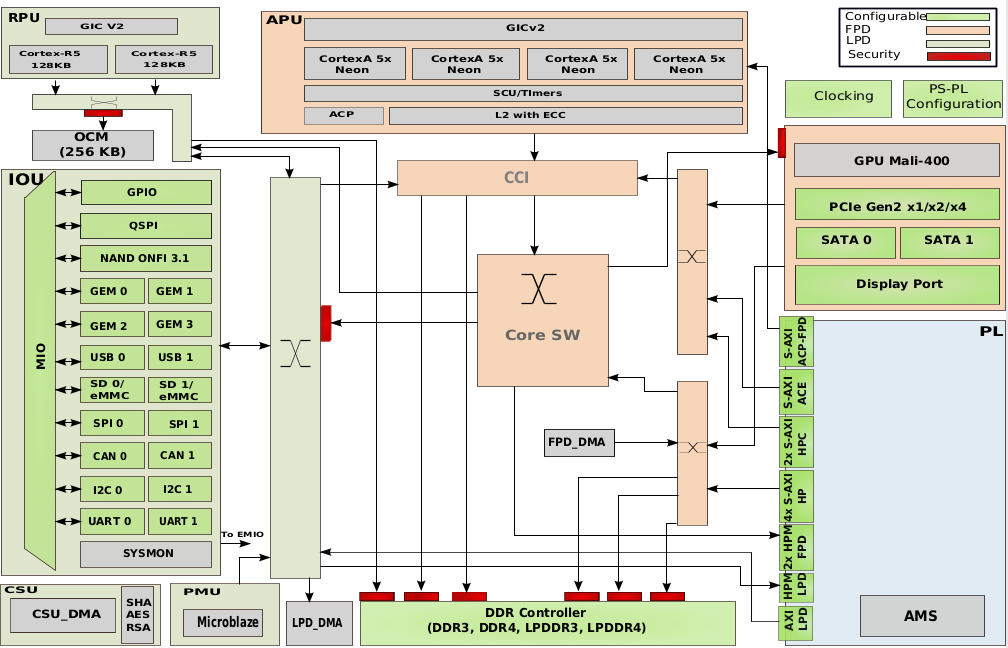 RPU
GIC V2
Cortex-R5
128KB
Cortex-R5
128KB
OCM
(256 KB)
APU
GICv2
CortexA 5x
Neon
CortexA 5x
Neon
CortexA 5x
Neon
CortexA 5x
Neon
SCU/TImers
ACP
L2 with ECC
Configurable
FPD
LPD
Security
Clocking
PS-PL
Configuration
GPU Mali-400
PCIe Gen2 x1/x2/x4
SATA 0
SATA 1
Display Port
IOU
MIO
GPIO
QSPI
NAND ONFI 3.1
GEM 0
GEM 1
GEM 2
GEM 3
USB 0
USB 1
SD 0/
eMMC
SD 1/
eMMC
SPI 0
SPI 1
CAN 0
CAN 1
I2C 0
I2C 1
UART 0
UART 1
SYSMON
To EMIO
CCI
Core SW
FPD_DMA
PL
S-AXI
ACP-FPD
S-AXI
ACE
2x S-AXI
HPC
4x S-AXI
HP
2x HPM
FPD
HPM
LPD
AXI
LPD
AMS
CSU
CSU_DMA
SHA
AES
RSA
PMU
Microblaze
LPD_DMA
DDR Controller
(DDR3, DDR4, LPDDR3, LPDDR4)